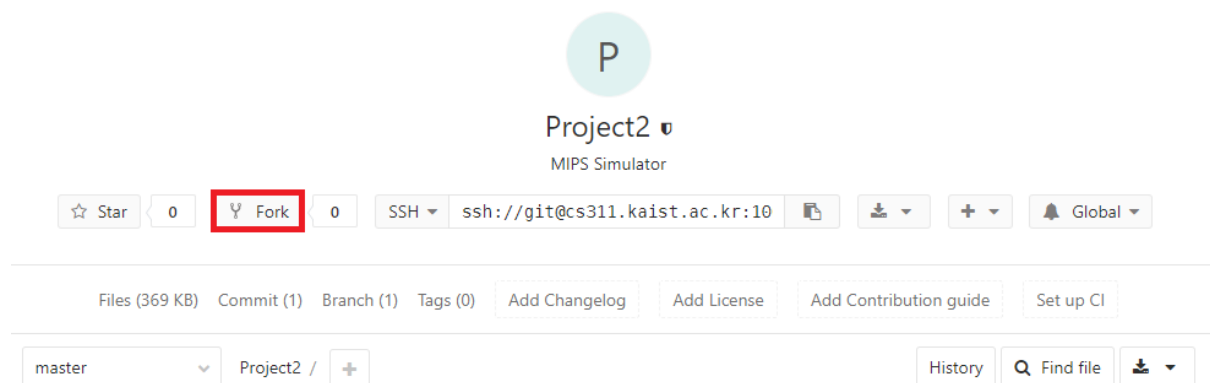 P
Project2
MIPS Simulator
Star 0 Fork 0 SSH ssh://git@cs311.kaist.ac.kr:10 Global
Files (369 KB) Commit (1) Branch (1) Tags (0) Add Changelog Add License Add Contribution guide Set up CI
master Project2 / + History Find file